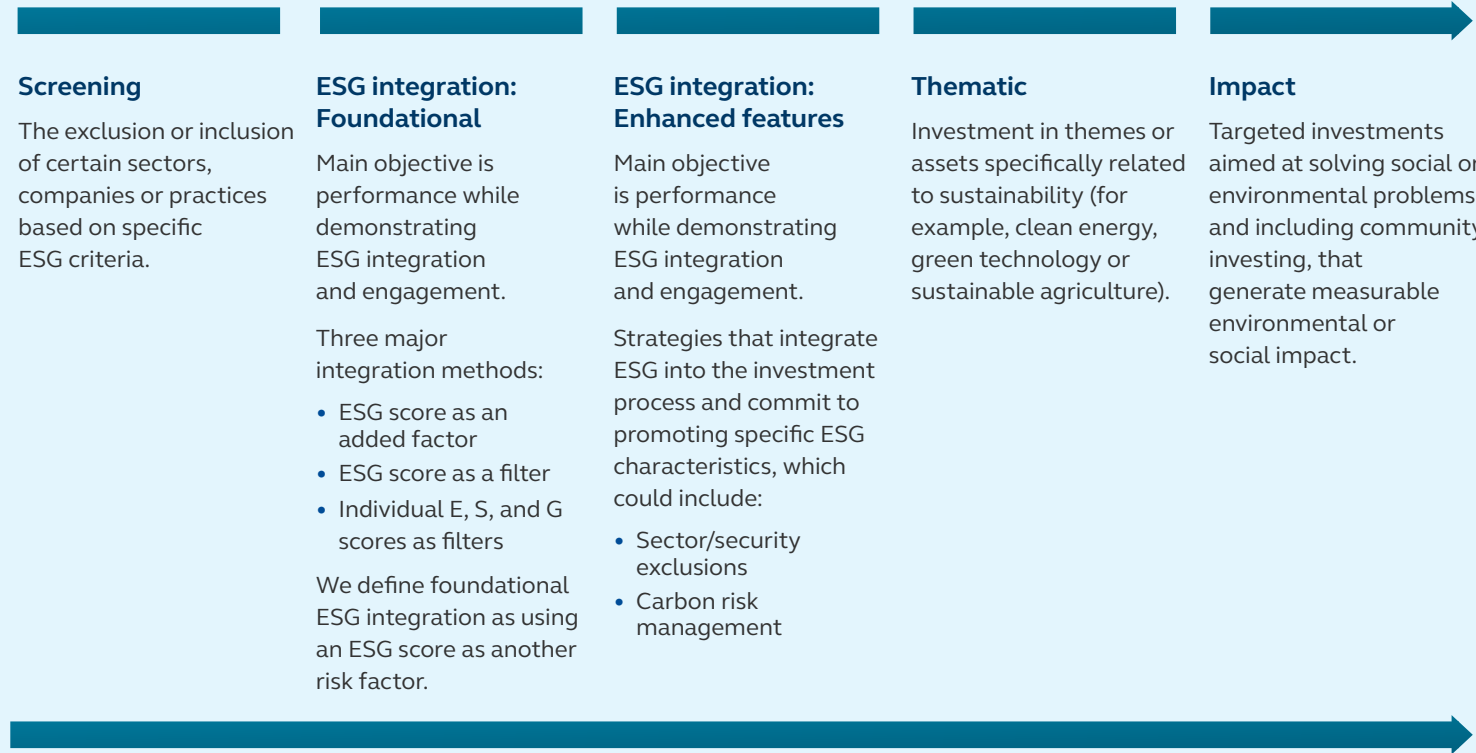 Screening
The exclusion or inclusion
of certain sectors,
companies or practices
based on specific
ESG criteria.
ESG integration:
Foundational
Main objective is
performance while
demonstrating
ESG integration
and engagement.
Three major
integration methods:
• ESG score as an
added factor
• ESG score as a filter
• Individual E, S, and G
scores as filters
We define foundational
ESG integration as using
an ESG score as another
risk factor.
ESG integration:
Enhanced features
Main objective
is performance
while demonstrating
ESG integration
and engagement.
Strategies that integrate
ESG into the investment
process and commit to
promoting specific ESG
characteristics, which
could include:
• Sector/security
exclusions
• Carbon risk
management
Thematic
Investment in themes or
assets specifically related
to sustainability (for
example, clean energy,
green technology or
sustainable agriculture).
Impact
Targeted investments
aimed at solving social or
environmental problems
and including community
investing, that
generate measurable
environmental or
social impact.